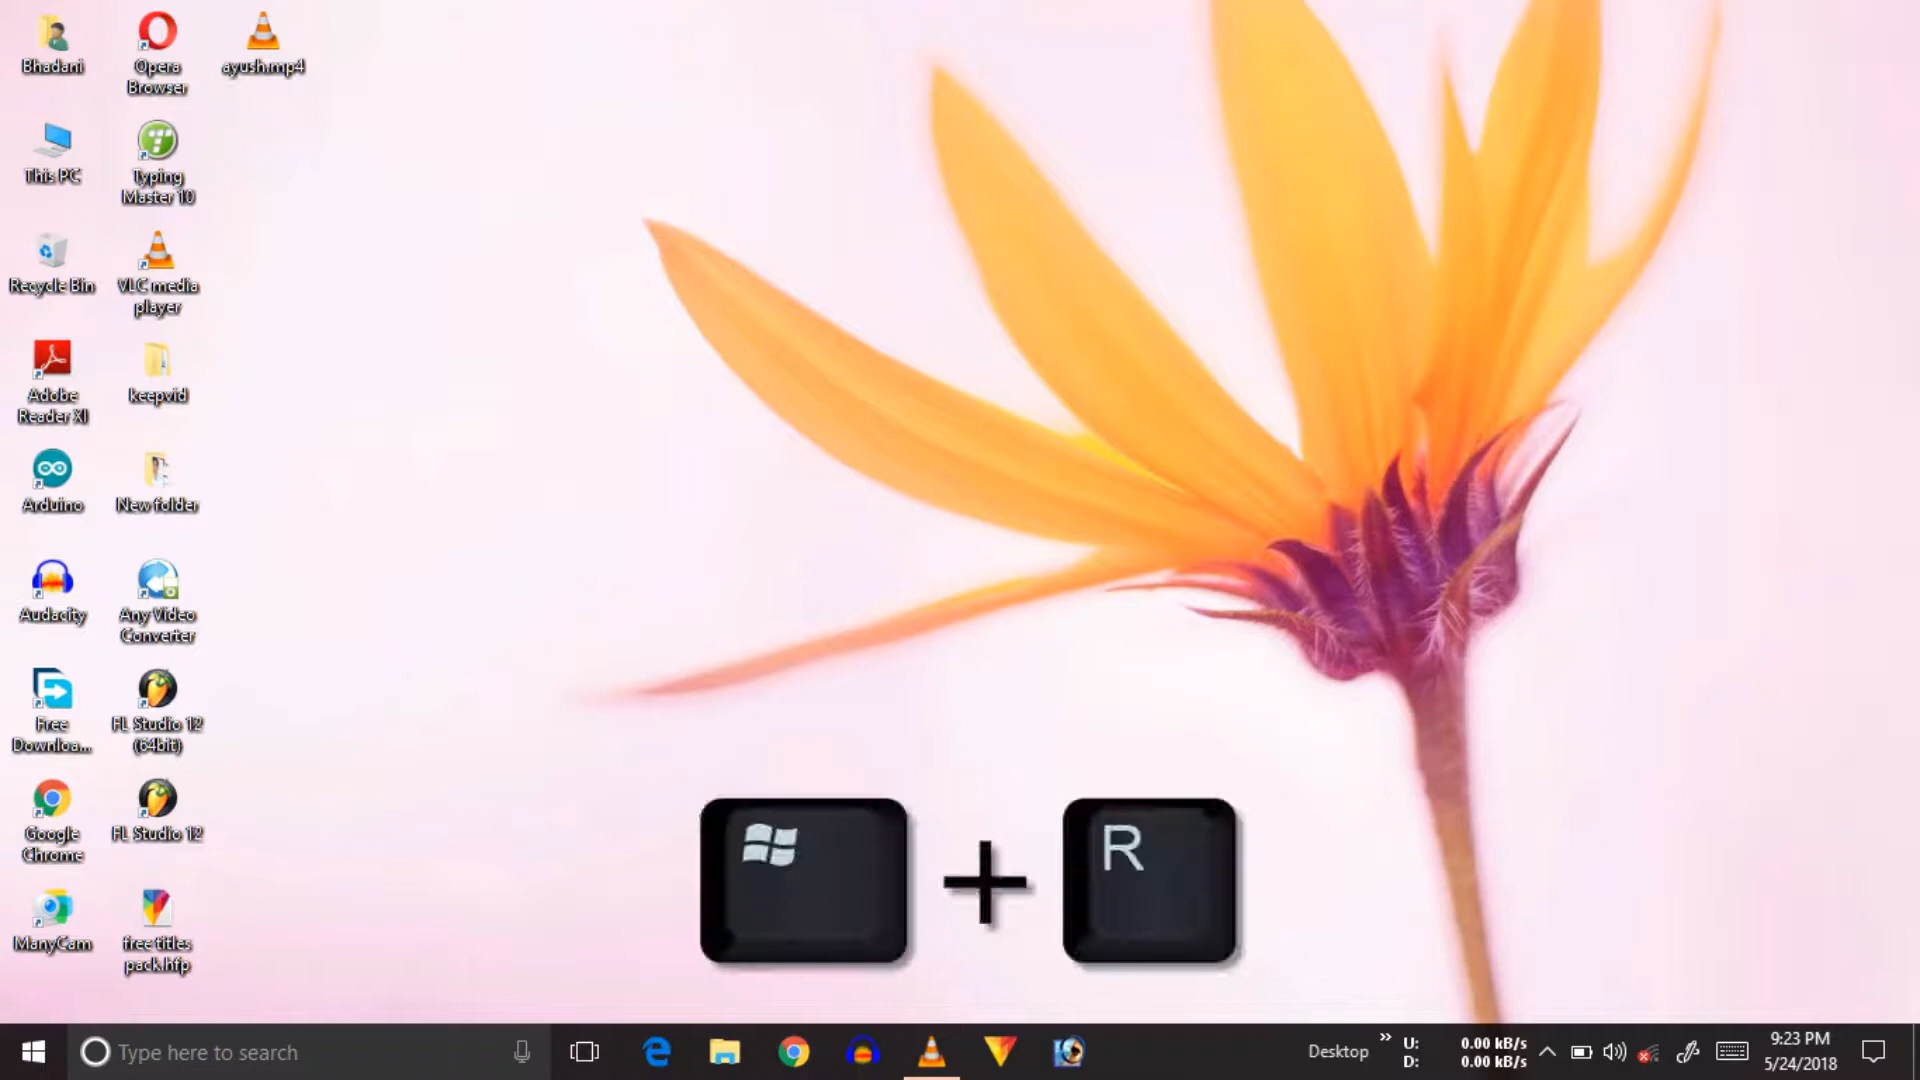 Bhadani
Opera
Browser
ayush.mp4
This PC
Typing
Master 10
Recycle Bin
VLC media
player
Adobe
Reader XI
keepvid
Arduino
New folder
Audacity
Any Video
Converter
Free
Downloa...
FL Studio 12
(64bit)
Google
Chrome
FL Studio 12
ManyCam
free titles
pack.hfp
R
Type here to search
Desktop
U: 0.00 kB/s
D: 0.00 kB/s
9:23 PM
5/24/2018